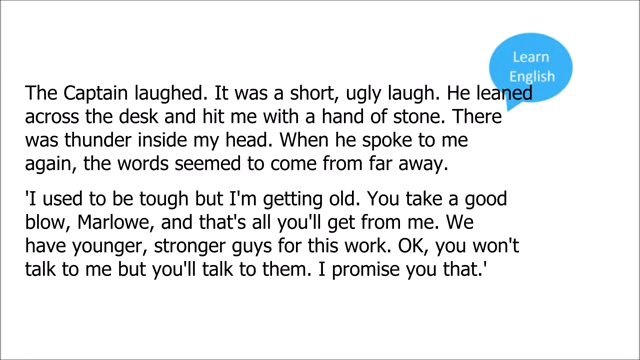 Learn
English
The Captain laughed. It was a short, ugly laugh. He leaned
across the desk and hit me with a hand of stone. There
was thunder inside my head. When he spoke to me
again, the words seemed to come from far away.
'I used to be tough but I'm getting old. You take a good
blow, Marlowe, and that's all you'll get from me. We
have younger, stronger guys for this work. OK, you won't
talk to me but you'll talk to them. I promise you that.'